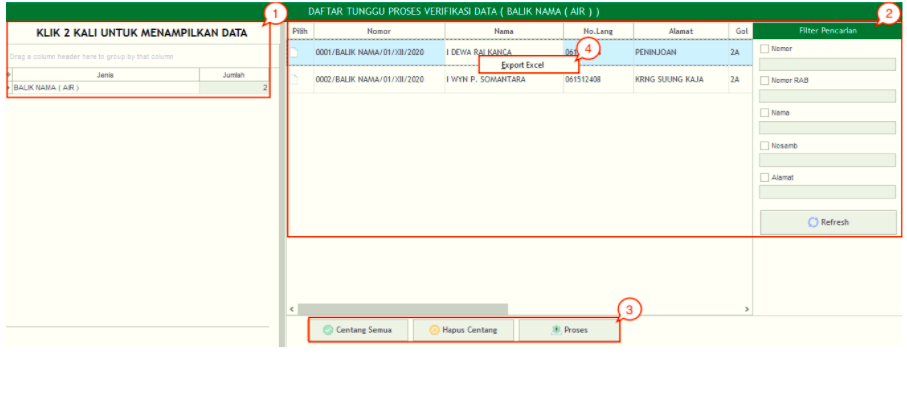 DAFTAR TUNGGU PROSES VERIFIKASI DATA ( BALIK NAMA ( AIR ) )
1
2
KLIK 2 KALI UNTUK MENAMPILKAN DATA
Drag a column header here to group by that column
Jenis Jumlah
BALIK NAMA ( AIR ) 2
Pilih Nomor Nama No.Lang Alamat Gol
0001/BALIK NAMA/01/XII/2020 I DEWA RAI KANCA PENINJOAN 2A
4
Export Excel
0002/BALIK NAMA/01/XII/2020 I WYN P. SOMANTARA 061512408 KRNG SUUNG KAJA 2A
Filter Pencarian
Nomor
Nomor RAB
Nama
Nosamb
Alamat
Refresh
3
Centang Semua Hapus Centang Proses